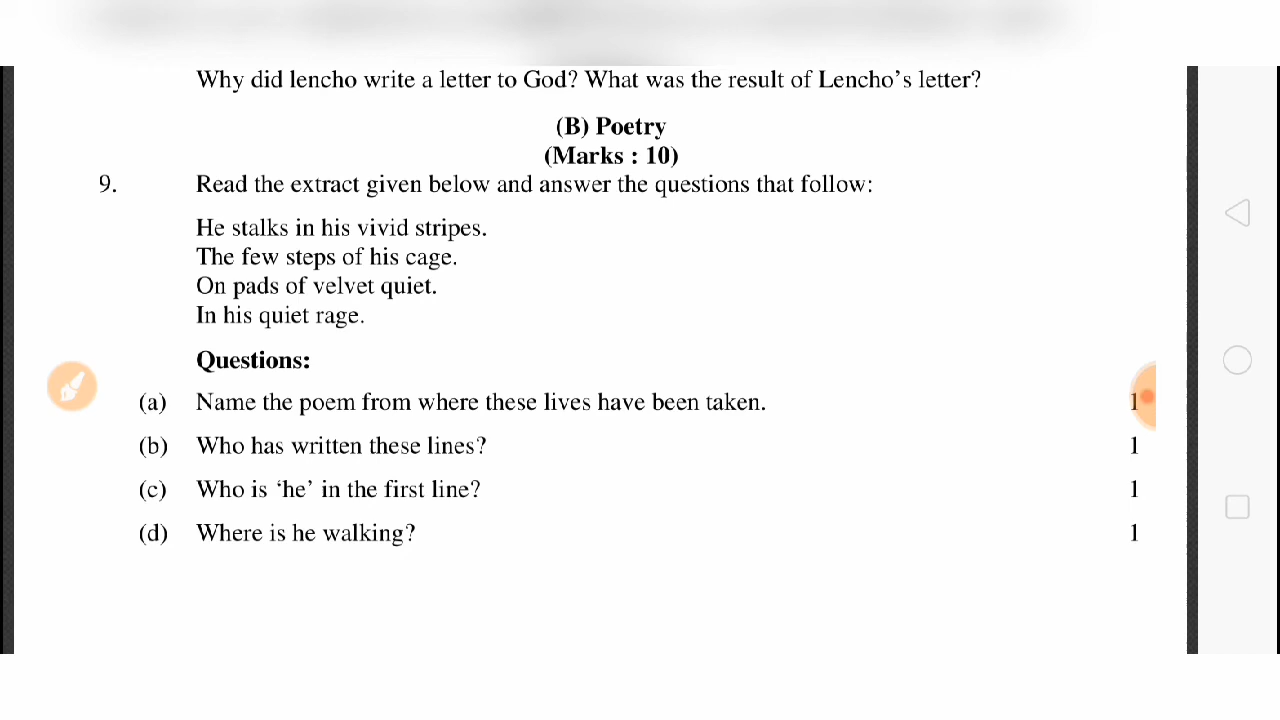 Why did lencho write a letter to God? What was the result of Lencho's letter?
(B) Poetry
(Marks : 10)
9. Read the extract given below and answer the questions that follow:
He stalks in his vivid stripes.
The few steps of his cage.
On pads of velvet quiet.
In his quiet rage.
Questions:
(a) Name the poem from where these lives have been taken. 1
(b) Who has written these lines? 1
(c) Who is ‘he’ in the first line? 1
(d) Where is he walking? 1